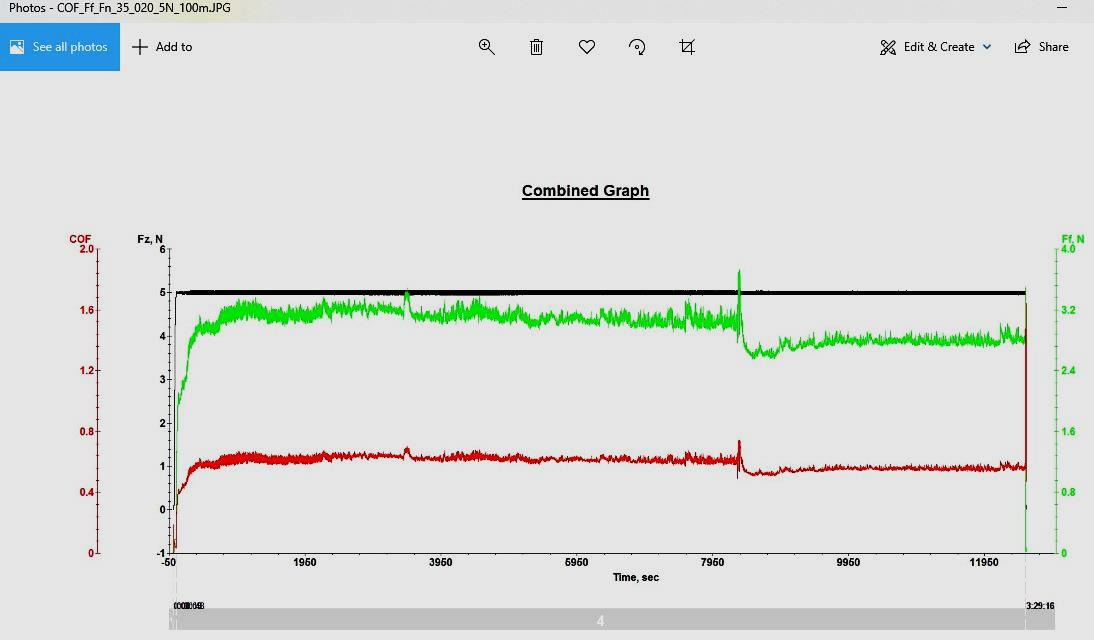 Photos - COF_Ff_Fn_35_020_5N_100m.JPG
See all photos
Add to
Edit & Create
Share
Combined Graph
COF
Fz, N
Ff, N
2.0
6
4.0
5
1.6
3.2
4
1.2
3
2.4
2
0.8
1.6
1
0.4
0
0.8
0
-1
0
-50
1950
3950
5950
7950
9950
11950
Time, sec
3:29:16
4